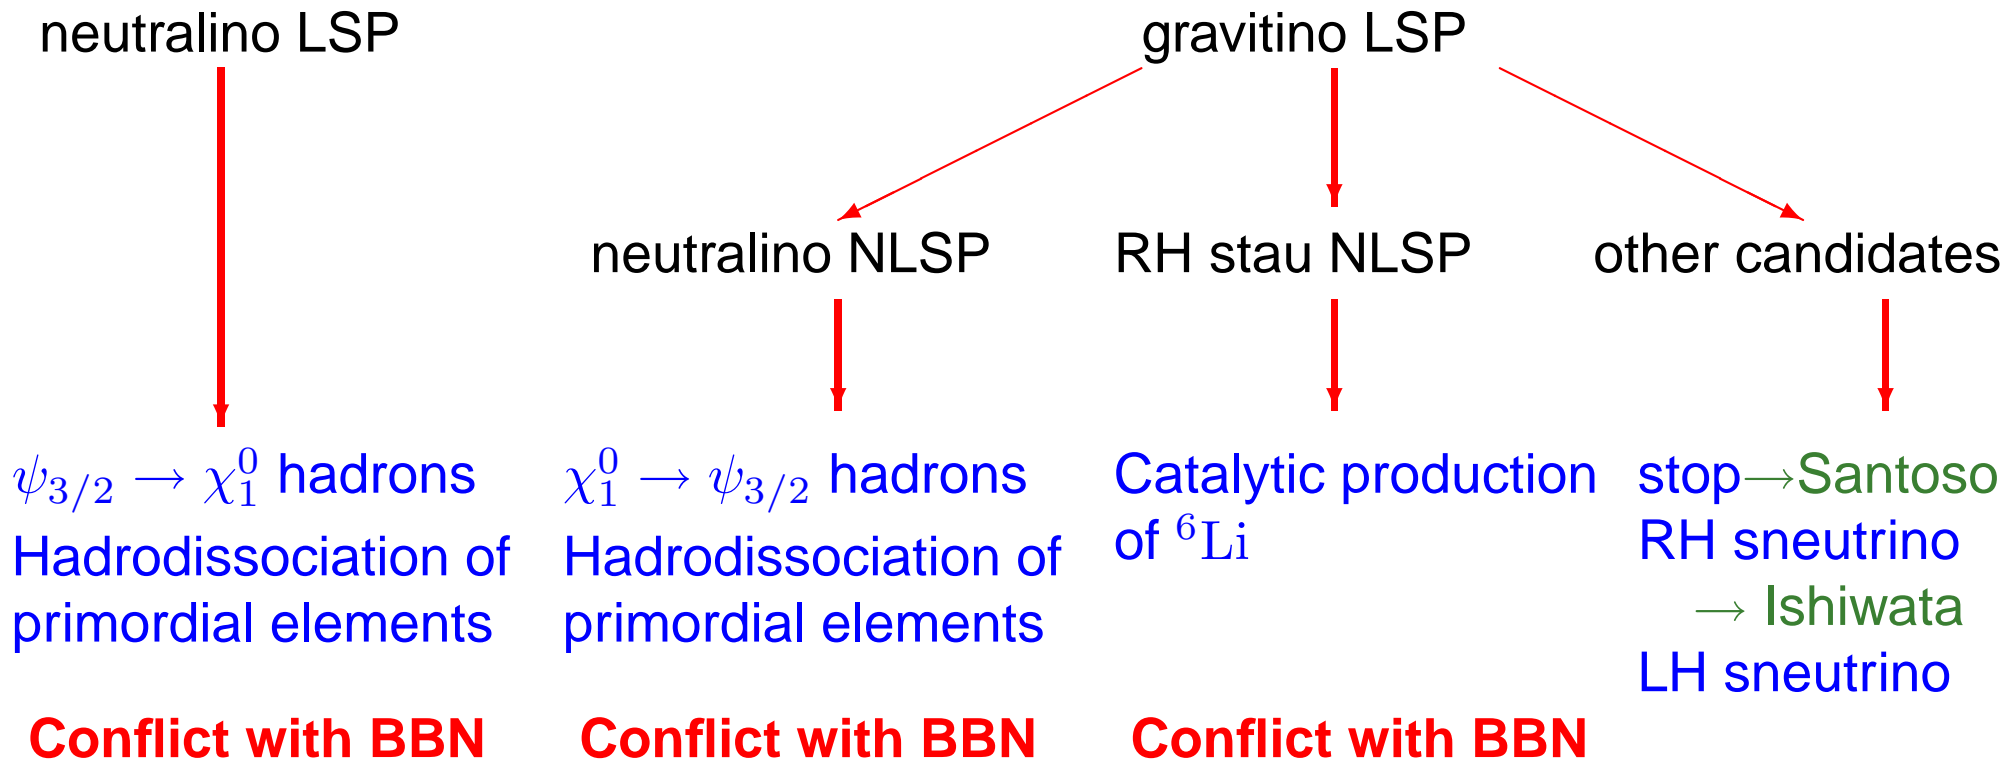 neutralino LSP
gravitino LSP
neutralino NLSP
RH stau NLSP
other candidates
ψ₃/₂ → χ₁⁰ hadrons
Hadrodissociation of
primordial elements
Conflict with BBN
χ₁⁰ → ψ₃/₂ hadrons
Hadrodissociation of
primordial elements
Conflict with BBN
Catalytic production
of ⁶Li
Conflict with BBN
stop→Santoso
RH sneutrino
→ Ishiwata
LH sneutrino